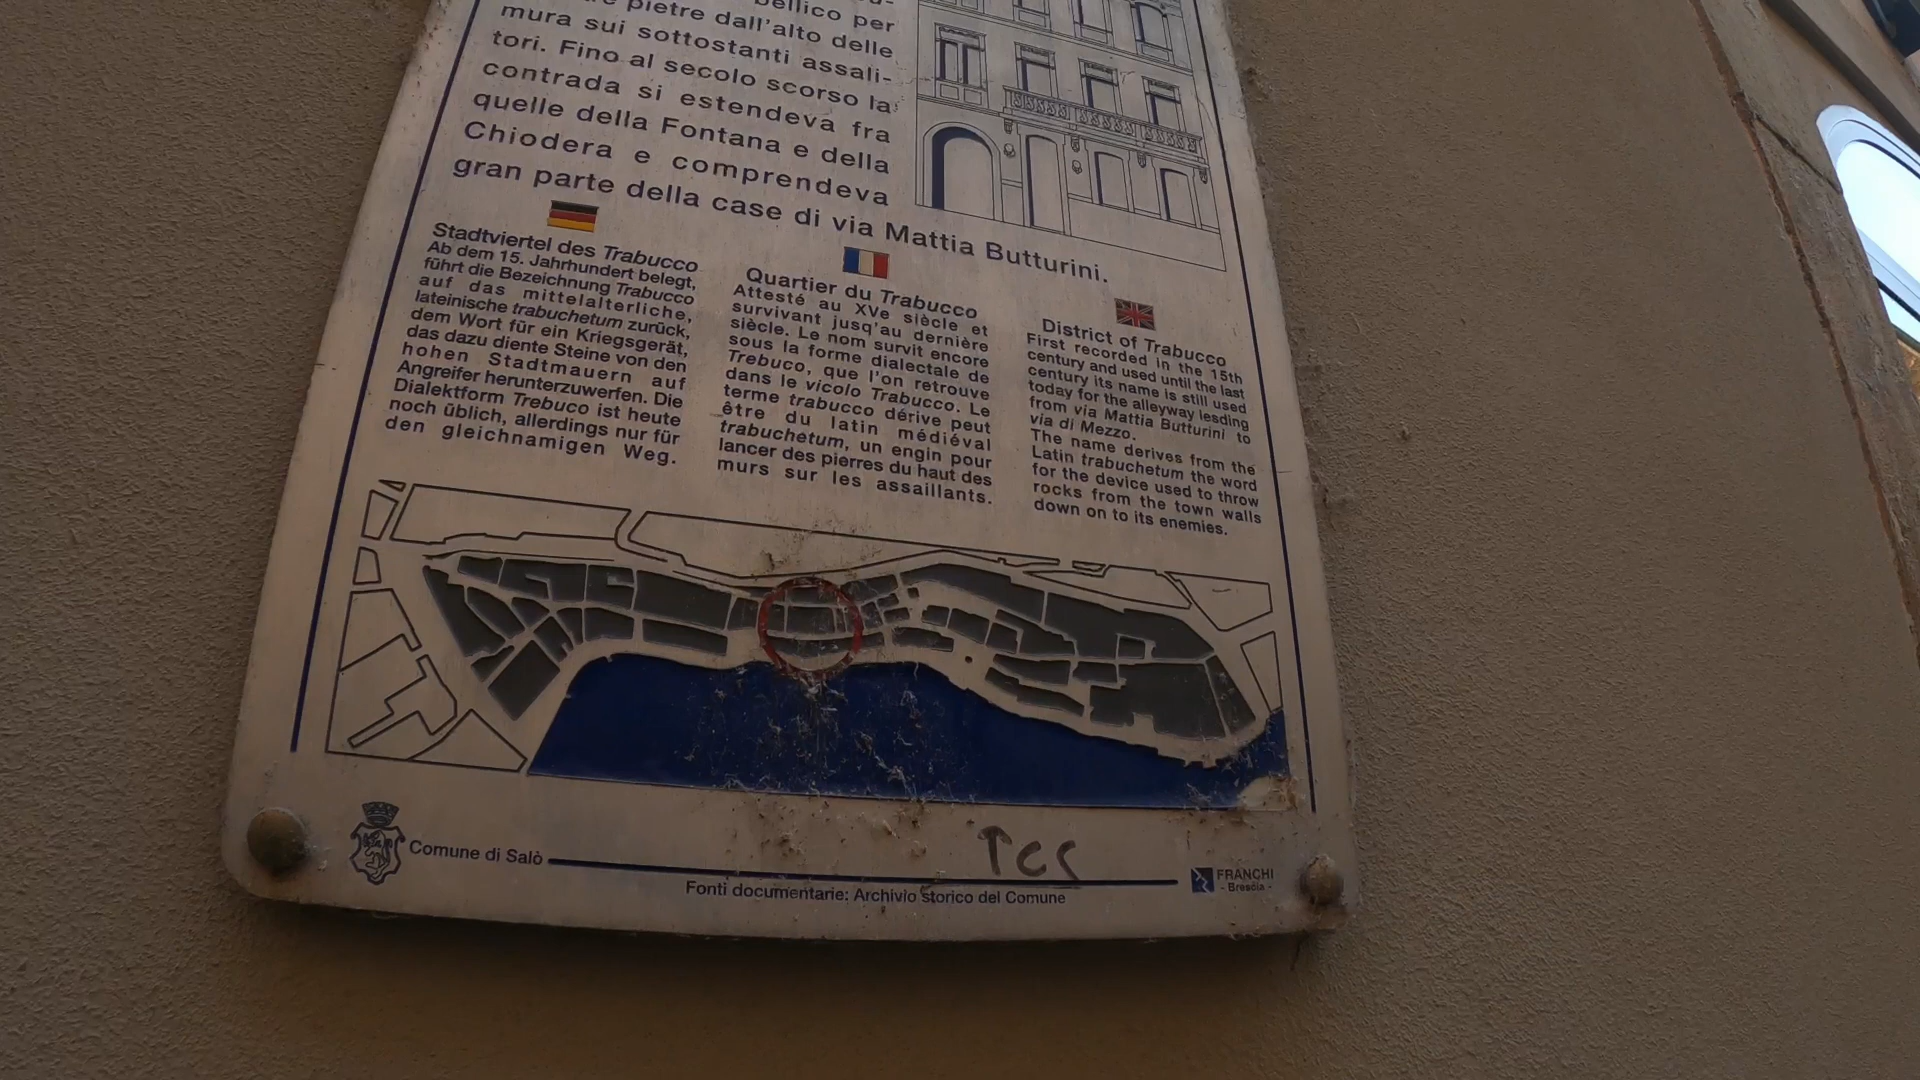 bellico per
pietre dall'alto delle
mura sui sottostanti assali-
tori. Fino al secolo scorso la
contrada si estendeva fra
quelle della Fontana e della
Chiodera e comprendeva
gran parte della case di via Mattia Butturini.
Stadtviertel des Trabucco
Ab dem 15. Jahrhundert belegt,
führt die Bezeichnung Trabucco
auf das mittelalterliche,
lateinische trabuchetum zurück,
dem Wort für ein Kriegsgerät,
das dazu diente Steine von den
hohen Stadtmauern auf
Angreifer herunterzuwerfen. Die
Dialektform Trebuco ist heute
noch üblich, allerdings nur für
den gleichnamigen Weg.
Quartier du Trabucco
Attesté au XVe siècle et
survivant jusqu'au dernière
siècle. Le nom survit encore
sous la forme dialectale de
Trebuco, que l'on retrouve
dans le vicolo Trabucco. Le
terme trabucco dérive peut
être du latin médiéval
trabuchetum, un engin pour
lancer des pierres du haut des
murs sur les assaillants.
District of Trabucco
First recorded in the 15th
century and used until the last
century its name is still used
today for the alleyway lesding
from via Mattia Butturini to
via di Mezzo.
The name derives from the
Latin trabuchetum the word
for the device used to throw
rocks from the town walls
down on to its enemies.
Comune di Salò
Fonti documentarie: Archivio storico del Comune
FRANCHI
- Brescia -